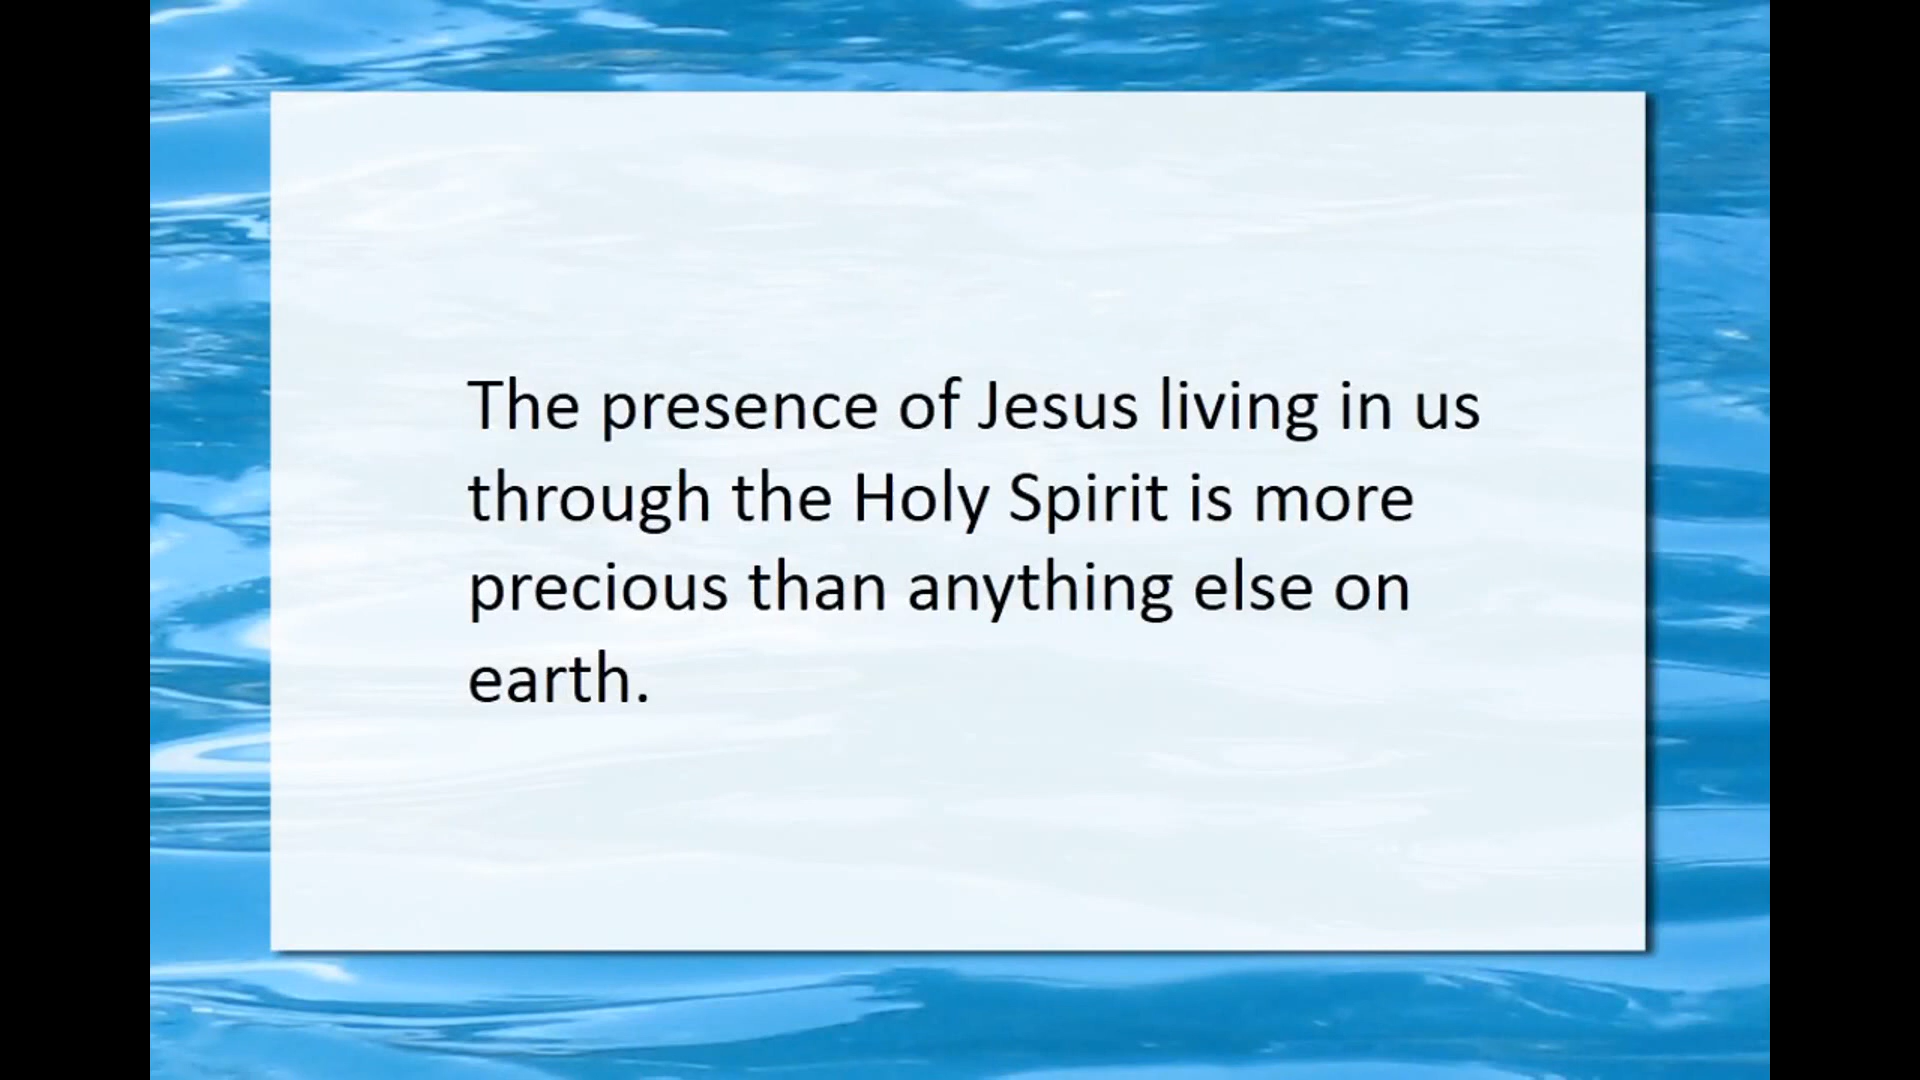 The presence of Jesus living in us
through the Holy Spirit is more
precious than anything else on
earth.